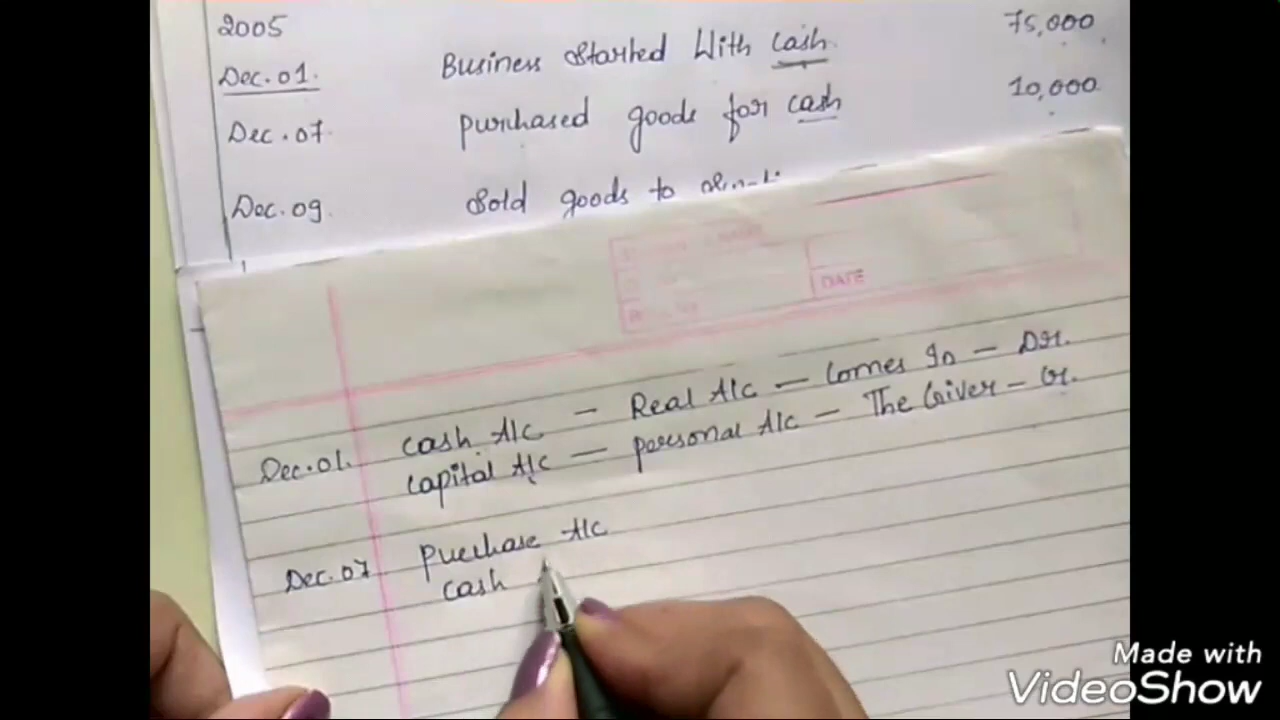 2005
Dec.01. Business Started With cash. 75,000
Dec.07. purchased goods for cash 10,000
Dec.09. Sold goods to
DATE
Dec.01. cash A/c - Real A/c - Comes In - Dr.
capital A/c - personal A/c - The Giver - Cr.
Dec.07 purchase A/c
cash
Made with
VideoShow